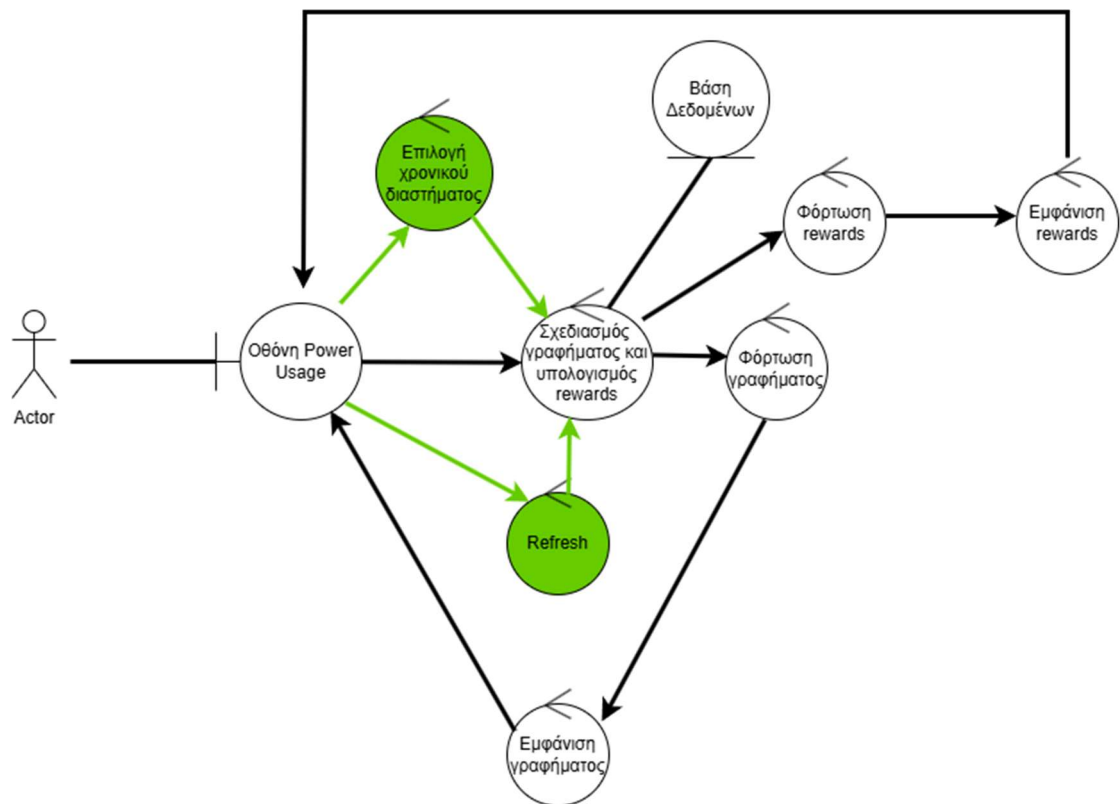 Βάση
Δεδομένων
Επιλογή
χρονικού
διαστήματος
Φόρτωση
rewards
Εμφάνιση
rewards
Οθόνη Power
Usage
Σχεδιασμός
γραφήματος και
υπολογισμός
rewards
Φόρτωση
γραφήματος
Actor
Refresh
Εμφάνιση
γραφήματος